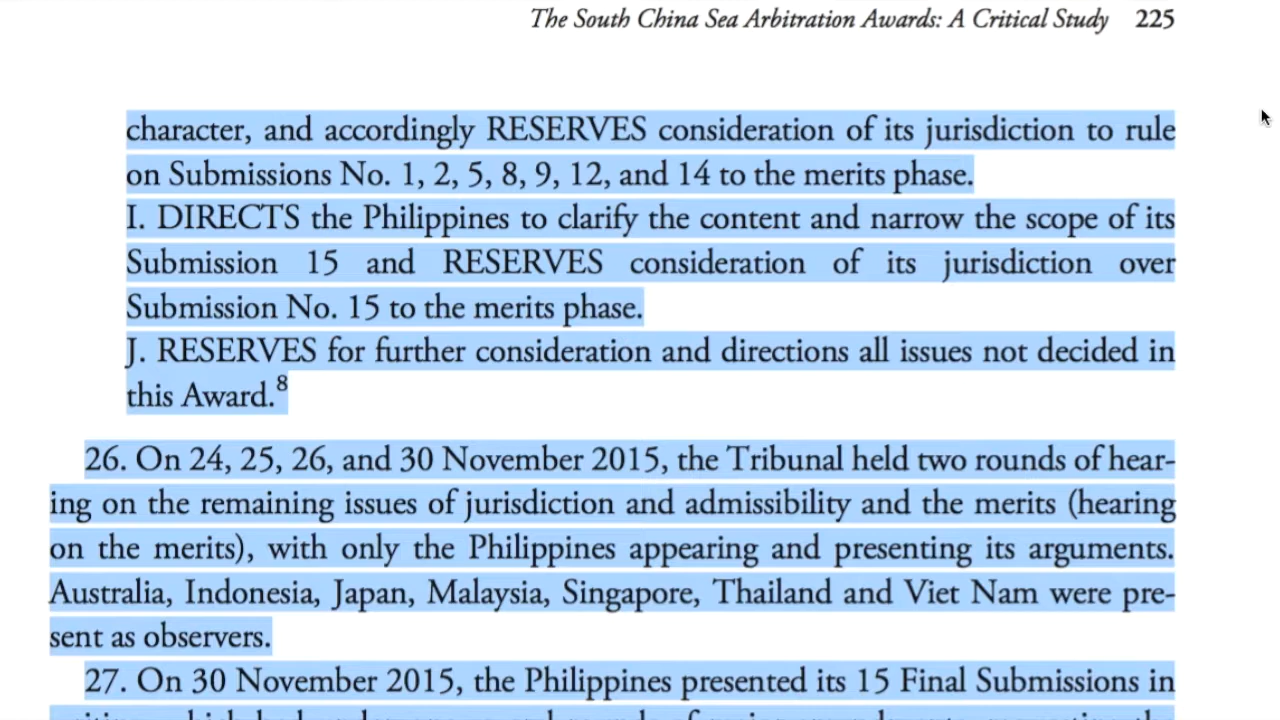 The South China Sea Arbitration Awards: A Critical Study 225
character, and accordingly RESERVES consideration of its jurisdiction to rule
on Submissions No. 1, 2, 5, 8, 9, 12, and 14 to the merits phase.
I. DIRECTS the Philippines to clarify the content and narrow the scope of its
Submission 15 and RESERVES consideration of its jurisdiction over
Submission No. 15 to the merits phase.
J. RESERVES for further consideration and directions all issues not decided in
this Award.8
26. On 24, 25, 26, and 30 November 2015, the Tribunal held two rounds of hear-
ing on the remaining issues of jurisdiction and admissibility and the merits (hearing
on the merits), with only the Philippines appearing and presenting its arguments.
Australia, Indonesia, Japan, Malaysia, Singapore, Thailand and Viet Nam were pre-
sent as observers.
27. On 30 November 2015, the Philippines presented its 15 Final Submissions in